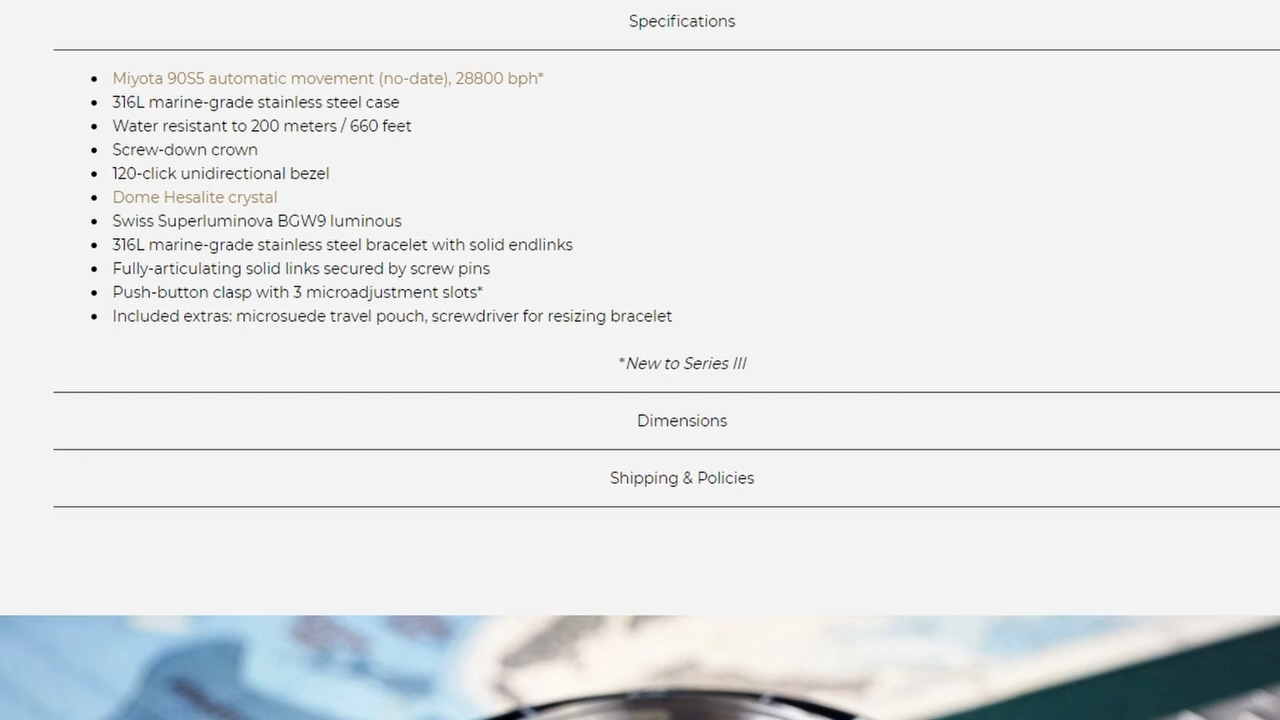 Specifications
Miyota 90S5 automatic movement (no-date), 28800 bph*
316L marine-grade stainless steel case
Water resistant to 200 meters / 660 feet
Screw-down crown
120-click unidirectional bezel
Dome Hesalite crystal
Swiss Superluminova BGW9 luminous
316L marine-grade stainless steel bracelet with solid endlinks
Fully-articulating solid links secured by screw pins
Push-button clasp with 3 microadjustment slots*
Included extras: microsuede travel pouch, screwdriver for resizing bracelet
*New to Series III
Dimensions
Shipping & Policies